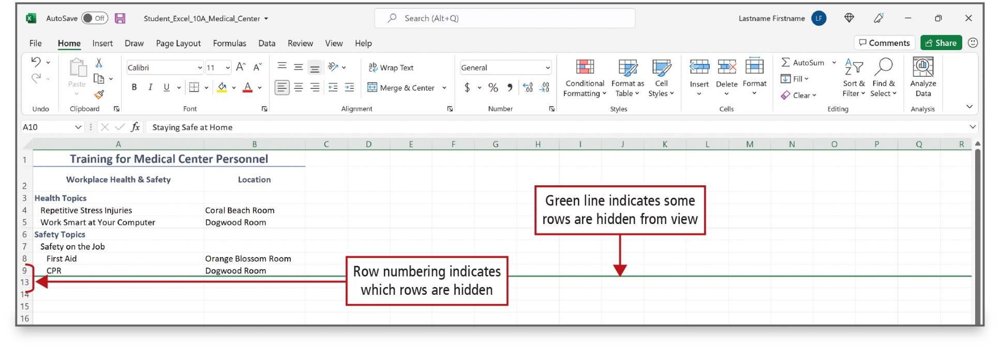 AutoSave Off Student_Excel_10A_Medical_Center Search (Alt+Q) Lastname Firstname LF
File Home Insert Draw Page Layout Formulas Data Review View Help Comments Share
Calibri 11 A A ab Wrap Text General
Paste B I U A Merge & Center $ % 9 .00 .00
Conditional Formatting
Format as Table
Cell Styles
Insert Delete Format
AutoSum
Fill
Clear
Sort & Filter
Find & Select
Analyze Data
Undo Clipboard Font Alignment Number Styles Cells Editing Analysis
A10 fx Staying Safe at Home
A B C D E F G H I J K L M N O P Q R
1 Training for Medical Center Personnel
2 Workplace Health & Safety Location
3 Health Topics
4 Repetitive Stress Injuries Coral Beach Room
5 Work Smart at Your Computer Dogwood Room
6 Safety Topics
7 Safety on the Job
8 First Aid Orange Blossom Room
9 CPR Dogwood Room
13
14
15
16
Green line indicates some
rows are hidden from view
Row numbering indicates
which rows are hidden